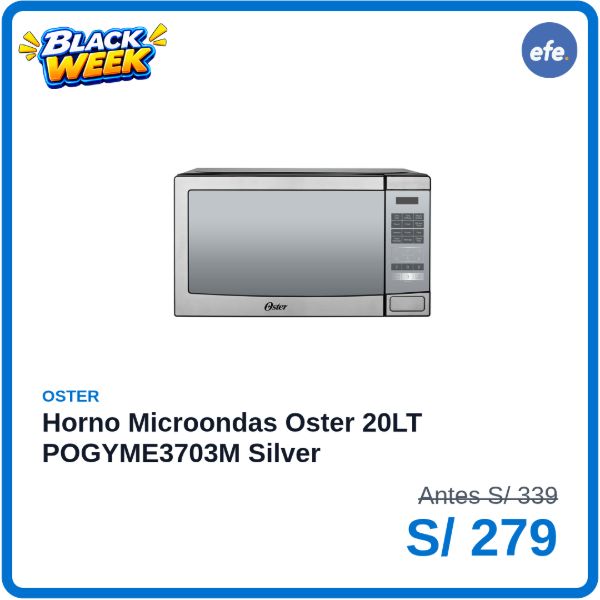 BLACK
WEEK
efe.
Oster
OSTER
Horno Microondas Oster 20LT
POGYME3703M Silver
Antes S/ 339
S/ 279